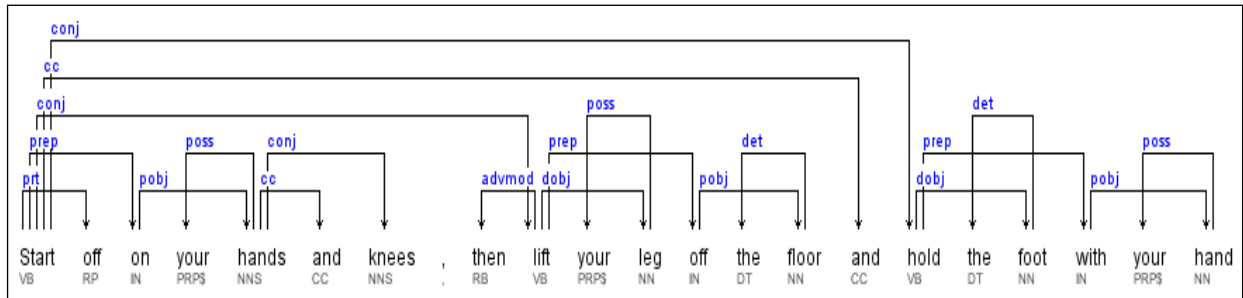 conj
cc
conj poss det
prep poss conj prep det prep poss
prt pobj cc advmod dobj pobj dobj pobj
Start off on your hands and knees , then lift your leg off the floor and hold the foot with your hand
VB RP IN PRP$ NNS CC NNS , RB VB PRP$ NN IN DT NN CC VB DT NN IN PRP$ NN